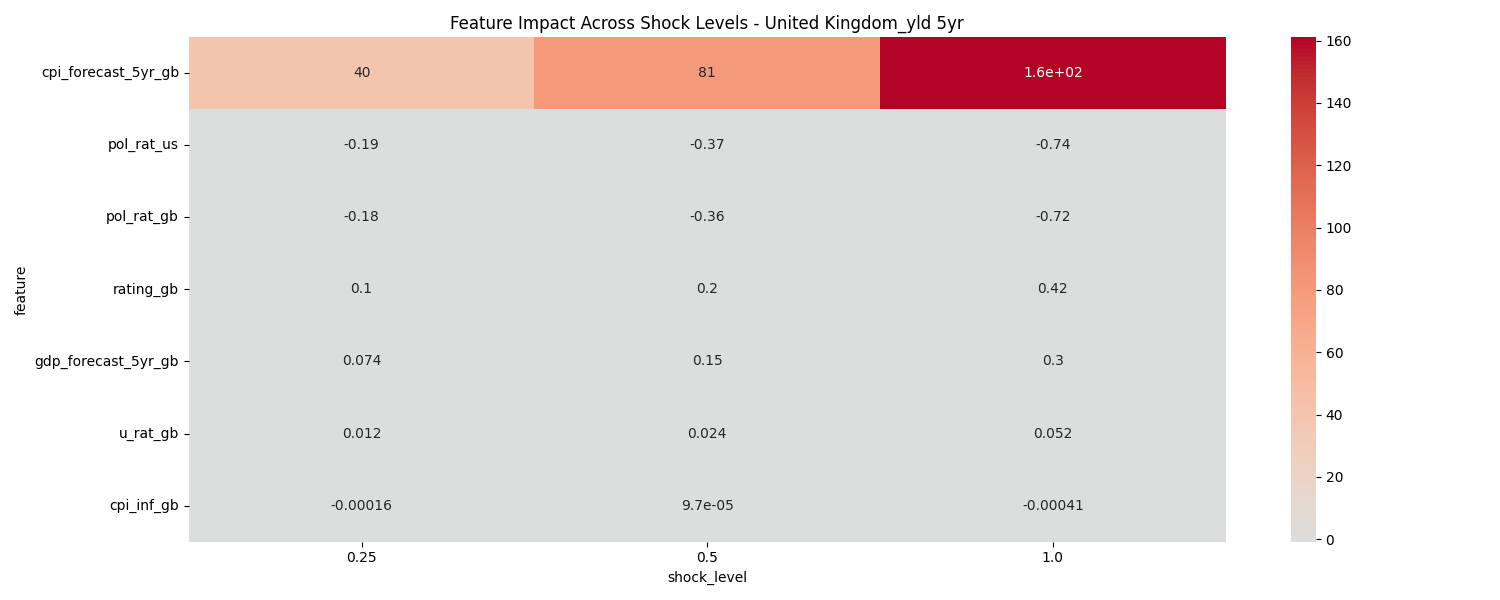 Feature Impact Across Shock Levels - United Kingdom_yld 5yr
cpi_forecast_5yr_gb 40 81 1.6e+02
pol_rat_us -0.19 -0.37 -0.74
pol_rat_gb -0.18 -0.36 -0.72
rating_gb 0.1 0.2 0.42
gdp_forecast_5yr_gb 0.074 0.15 0.3
u_rat_gb 0.012 0.024 0.052
cpi_inf_gb -0.00016 9.7e-05 -0.00041
feature
0.25 0.5 1.0
shock_level
160
140
120
100
80
60
40
20
0